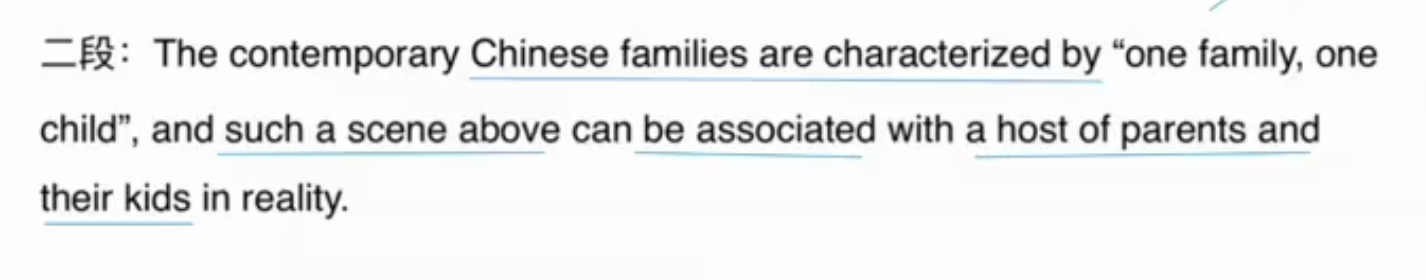 二段：The contemporary Chinese families are characterized by “one family, one
child”, and such a scene above can be associated with a host of parents and
their kids in reality.